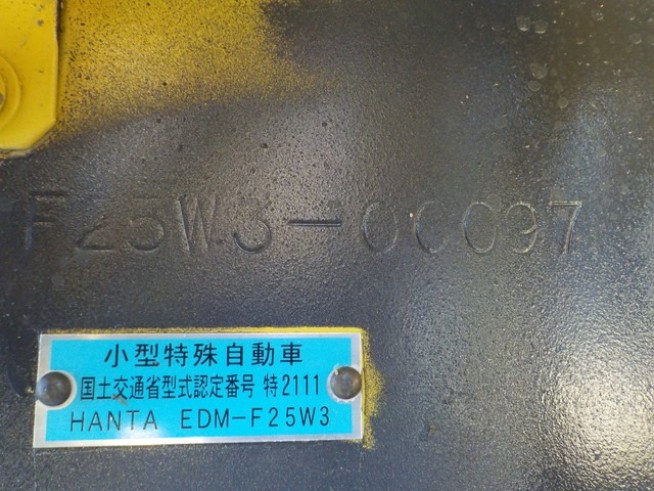 F25W3-00097
小型特殊自動車
国土交通省型式認定番号 特2111
HANTA EDM-F25W3